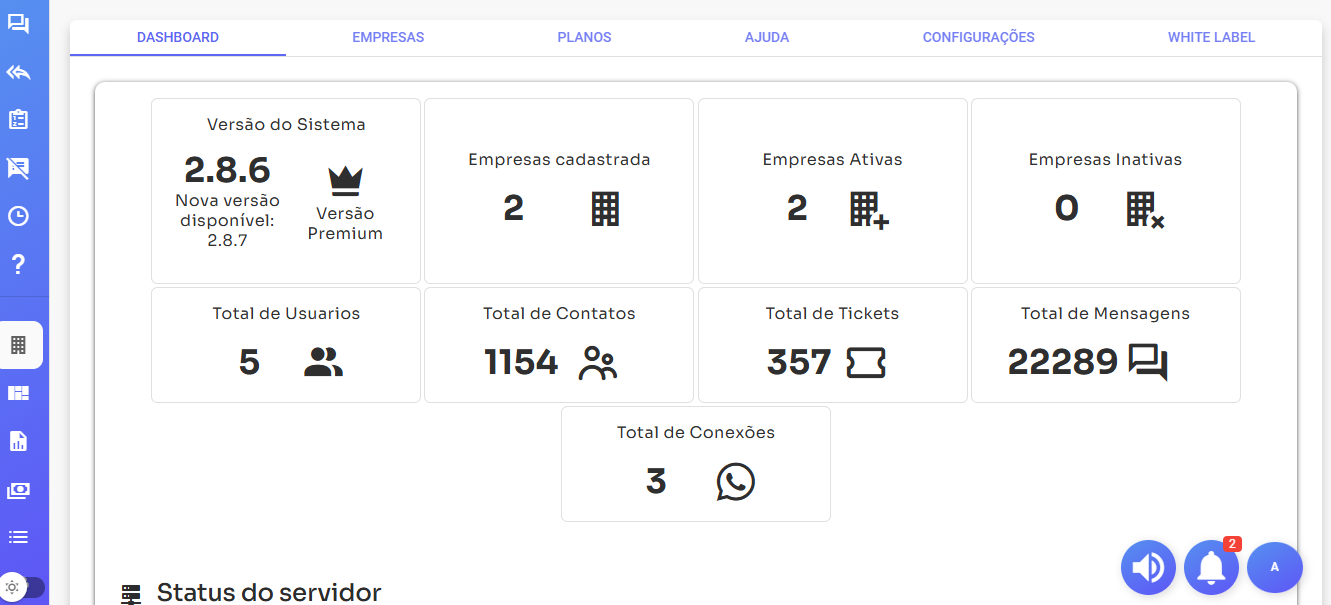 DASHBOARD
EMPRESAS
PLANOS
AJUDA
CONFIGURAÇÕES
WHITE LABEL
Versão do Sistema
2.8.6
Nova versão
disponível:
2.8.7
Versão
Premium
Empresas cadastrada
2
Empresas Ativas
2
Empresas Inativas
0
Total de Usuarios
5
Total de Contatos
1154
Total de Tickets
357
Total de Mensagens
22289
Total de Conexões
3
2
A
Status do servidor